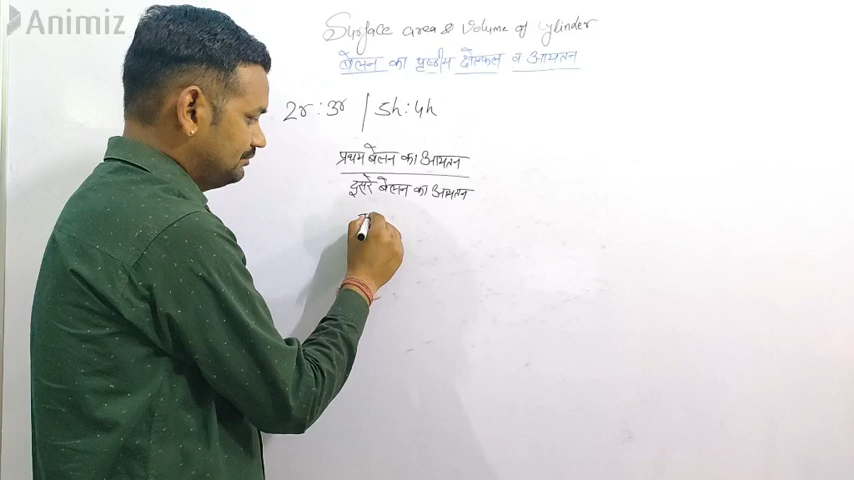 Animiz
Surface area & Volume of Cylinder
बेलन का पृष्ठीय क्षेत्रफल व आयतन
2r : 3r | 5h : 4h
प्रथम बेलन का आयतन
दूसरे बेलन का आयतन